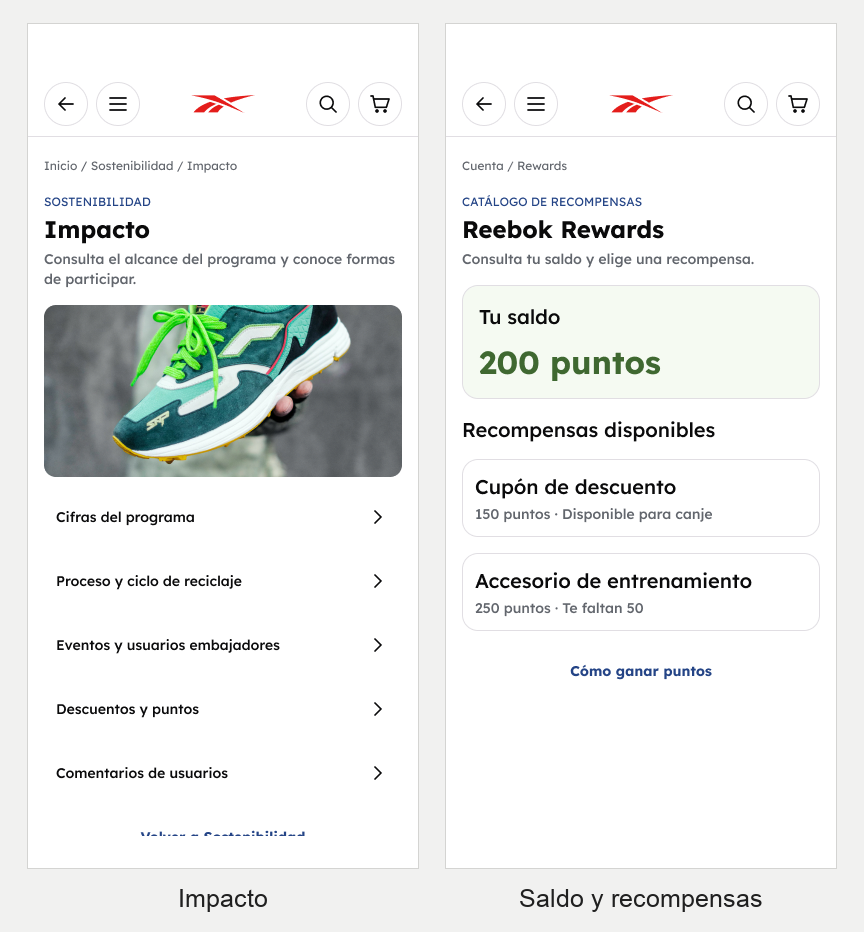 Inicio / Sostenibilidad / Impacto
SOSTENIBILIDAD
Impacto
Consulta el alcance del programa y conoce formas
de participar.
Cifras del programa
Proceso y ciclo de reciclaje
Eventos y usuarios embajadores
Descuentos y puntos
Comentarios de usuarios
Volver a Sostenibilidad
Impacto
Cuenta / Rewards
CATÁLOGO DE RECOMPENSAS
Reebok Rewards
Consulta tu saldo y elige una recompensa.
Tu saldo
200 puntos
Recompensas disponibles
Cupón de descuento
150 puntos · Disponible para canje
Accesorio de entrenamiento
250 puntos · Te faltan 50
Cómo ganar puntos
Saldo y recompensas